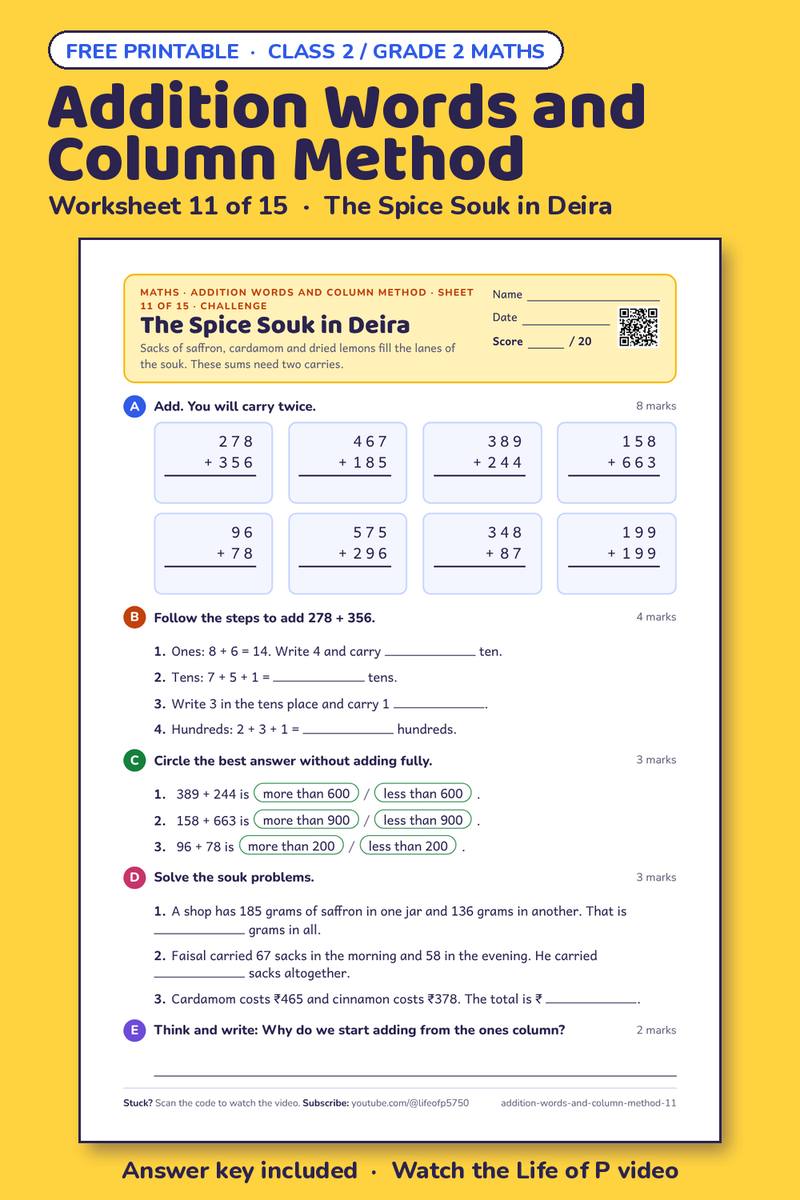 FREE PRINTABLE · CLASS 2 / GRADE 2 MATHS
Addition Words and
Column Method
Worksheet 11 of 15 · The Spice Souk in Deira
MATHS · ADDITION WORDS AND COLUMN METHOD · SHEET
11 OF 15 · CHALLENGE
The Spice Souk in Deira
Sacks of saffron, cardamom and dried lemons fill the lanes of
the souk. These sums need two carries.
Name ____
Date ____
Score ____ / 20
A Add. You will carry twice. 8 marks
278 467 389 158
+ 356 + 185 + 244 + 663
96 575 348 199
+ 78 + 296 + 87 + 199
B Follow the steps to add 278 + 356. 4 marks
1. Ones: 8 + 6 = 14. Write 4 and carry ____ ten.
2. Tens: 7 + 5 + 1 = ____ tens.
3. Write 3 in the tens place and carry 1 ____.
4. Hundreds: 2 + 3 + 1 = ____ hundreds.
C Circle the best answer without adding fully. 3 marks
1. 389 + 244 is more than 600 / less than 600 .
2. 158 + 663 is more than 900 / less than 900 .
3. 96 + 78 is more than 200 / less than 200 .
D Solve the souk problems. 3 marks
1. A shop has 185 grams of saffron in one jar and 136 grams in another. That is
____ grams in all.
2. Faisal carried 67 sacks in the morning and 58 in the evening. He carried
____ sacks altogether.
3. Cardamom costs ₹465 and cinnamon costs ₹378. The total is ₹ ____.
E Think and write: Why do we start adding from the ones column? 2 marks
Stuck? Scan the code to watch the video. Subscribe: youtube.com/@lifeofp5750 addition-words-and-column-method-11
Answer key included · Watch the Life of P video